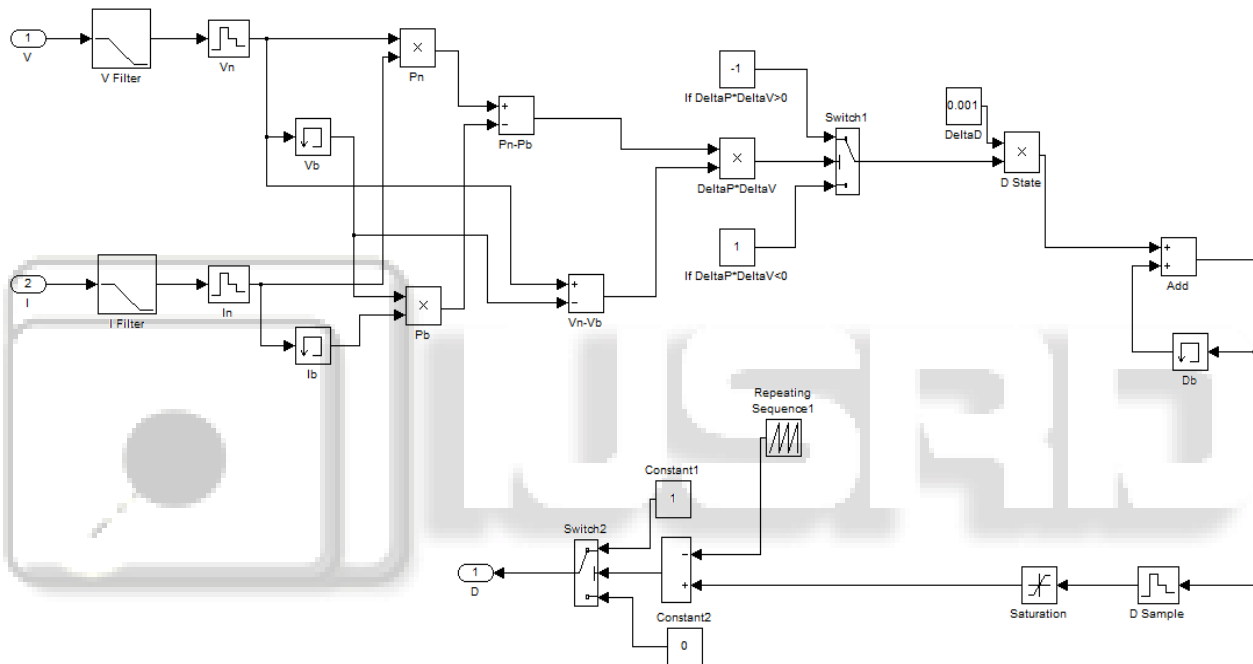 1
V
V Filter
Vn
×
Pn
+
−
Pn-Pb
Vb
-1
If DeltaP*DeltaV>0
Switch1
0.001
DeltaD
×
D State
×
DeltaP*DeltaV
1
If DeltaP*DeltaV<0
+
+
Add
2
I
I Filter
In
Ib
×
Pb
+
−
Vn-Vb
Db
Repeating
Sequence1
Constant1
1
Switch2
−
+
1
D
Constant2
0
Saturation
D Sample
IJSRD